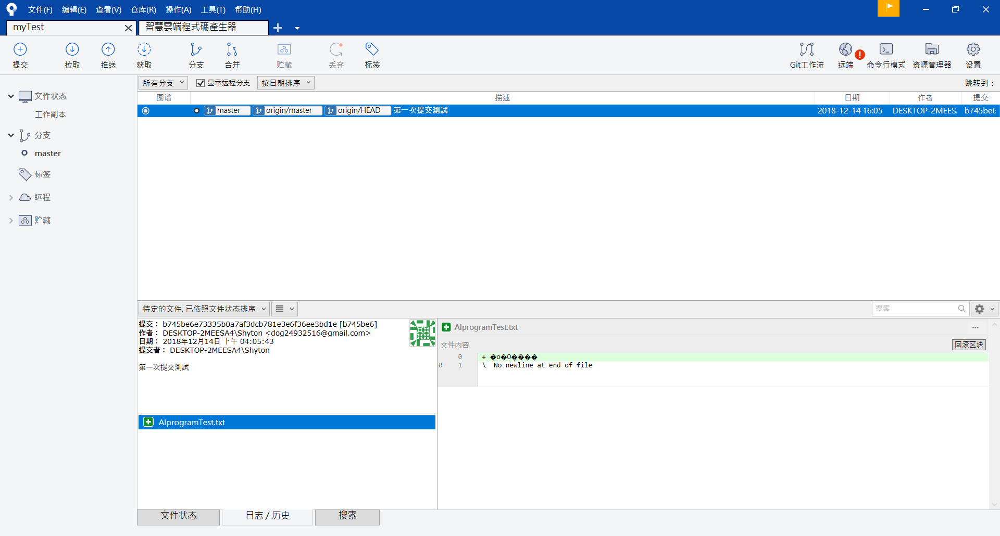 文件(F) 编辑(E) 查看(V) 仓库(R) 操作(A) 工具(T) 帮助(H)
myTest 智慧雲端程式碼產生器
提交 拉取 推送 获取 分支 合并 贮藏 丢弃 标签 Git工作流 远端 命令行模式 资源管理器 设置
所有分支 显示远程分支 按日期排序 跳转到：
图谱 描述 日期 作者 提交
master origin/master origin/HEAD 第一次提交測試 2018-12-14 16:05 DESKTOP-2MEESA b745be6
文件状态
工作副本
分支
master
标签
远程
贮藏
待定的文件, 已依照文件状态排序 搜索
提交： b745be6e73335b0a7af3dcb781e3e6f36ee3bd1e [b745be6]
作者： DESKTOP-2MEESA4\Shyton <dog24932516@gmail.com>
日期： 2018年12月14日 下午 04:05:43
提交者： DESKTOP-2MEESA4\Shyton
第一次提交測試
AIprogramTest.txt
AIprogramTest.txt ...
文件内容 回滚区块
0 + �o�O����
0 1 \ No newline at end of file
文件状态 日志 / 历史 搜索